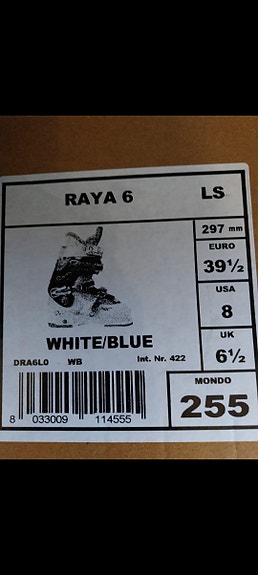 RAYA 6 LS
297 mm
EURO
39½
USA
8
UK
6½
MONDO
255
WHITE/BLUE
DRA6L0 WB Int. Nr. 422
8 033009 114555